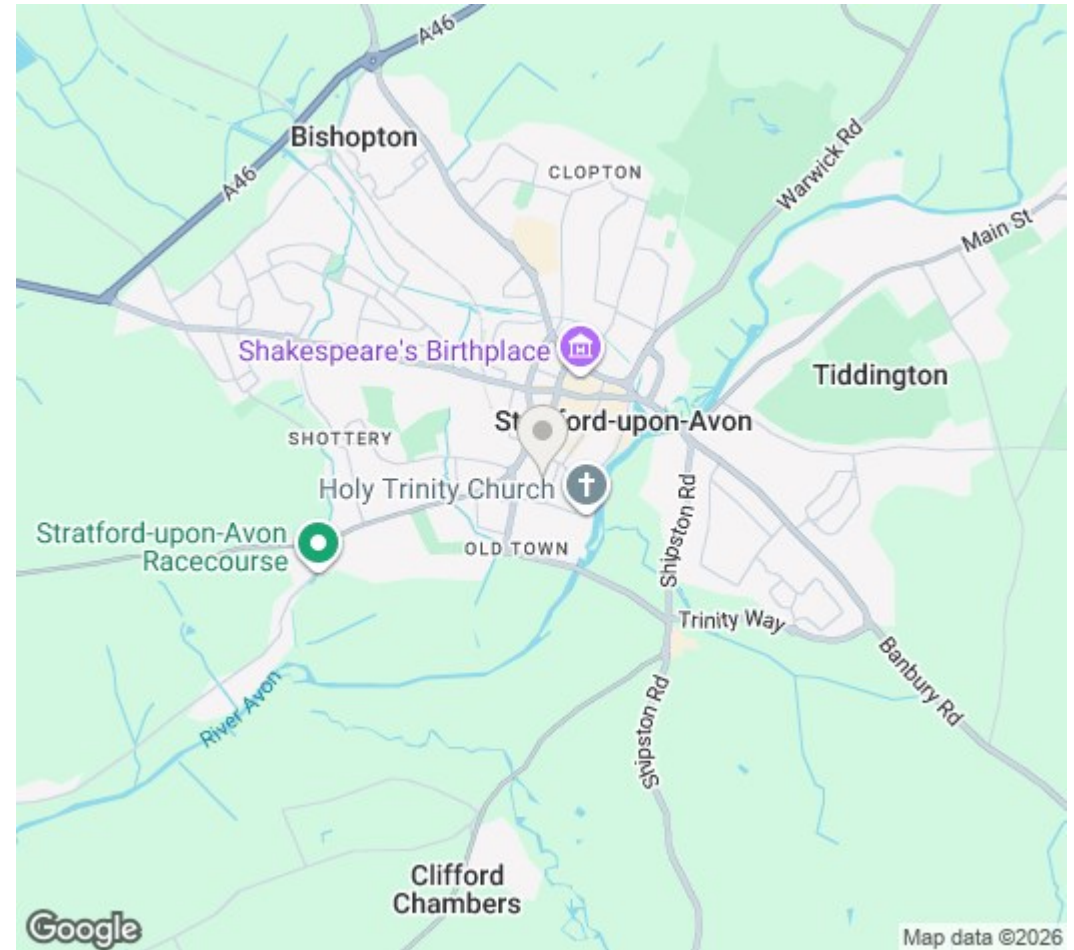 A46
Bishopton
CLOPTON
A46
Warwick Rd
Main St
Shakespeare's Birthplace
Tiddington
Stratford-upon-Avon
SHOTTERY
Holy Trinity Church
Stratford-upon-Avon
Racecourse
OLD TOWN
Shipston Rd
Trinity Way
Banbury Rd
River Avon
Shipston Rd
Clifford
Chambers
Google
Map data ©2026